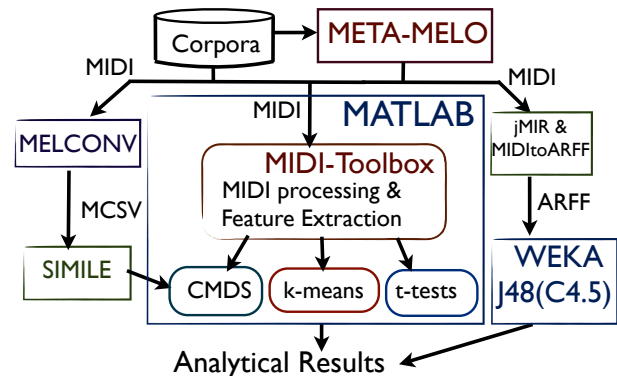 Corpora
META-MELO
MIDI
MIDI
MIDI
MATLAB
MELCONV
jMIR &
MIDItoARFF
MIDI-Toolbox
MIDI processing &
Feature Extraction
MCSV
ARFF
SIMILE
CMDS
k-means
t-tests
WEKA
J48(C4.5)
Analytical Results